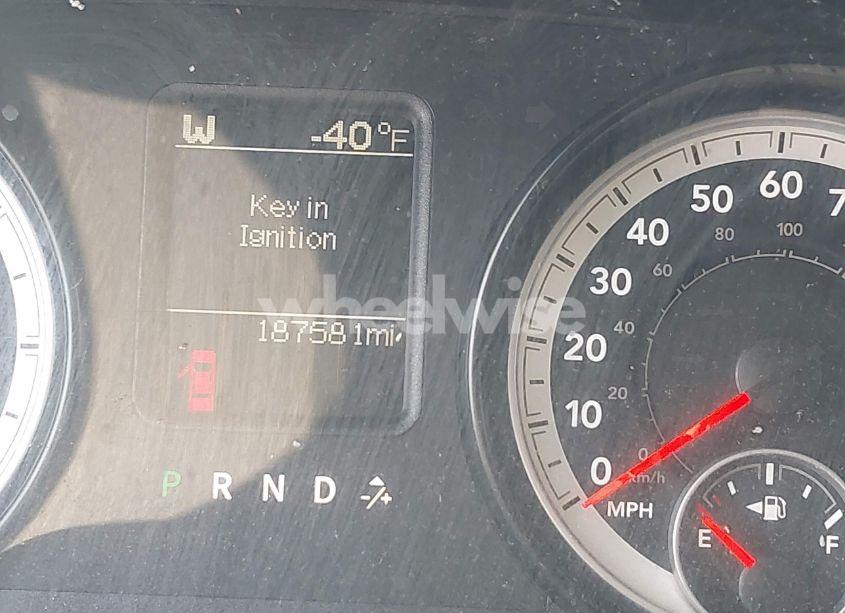 W -40°F
Key in
Ignition
187581mi
P R N D -/+
0 10 20 30 40 50 60 7
0 20 40 60 80 100
km/h
MPH
E F
wheelwise